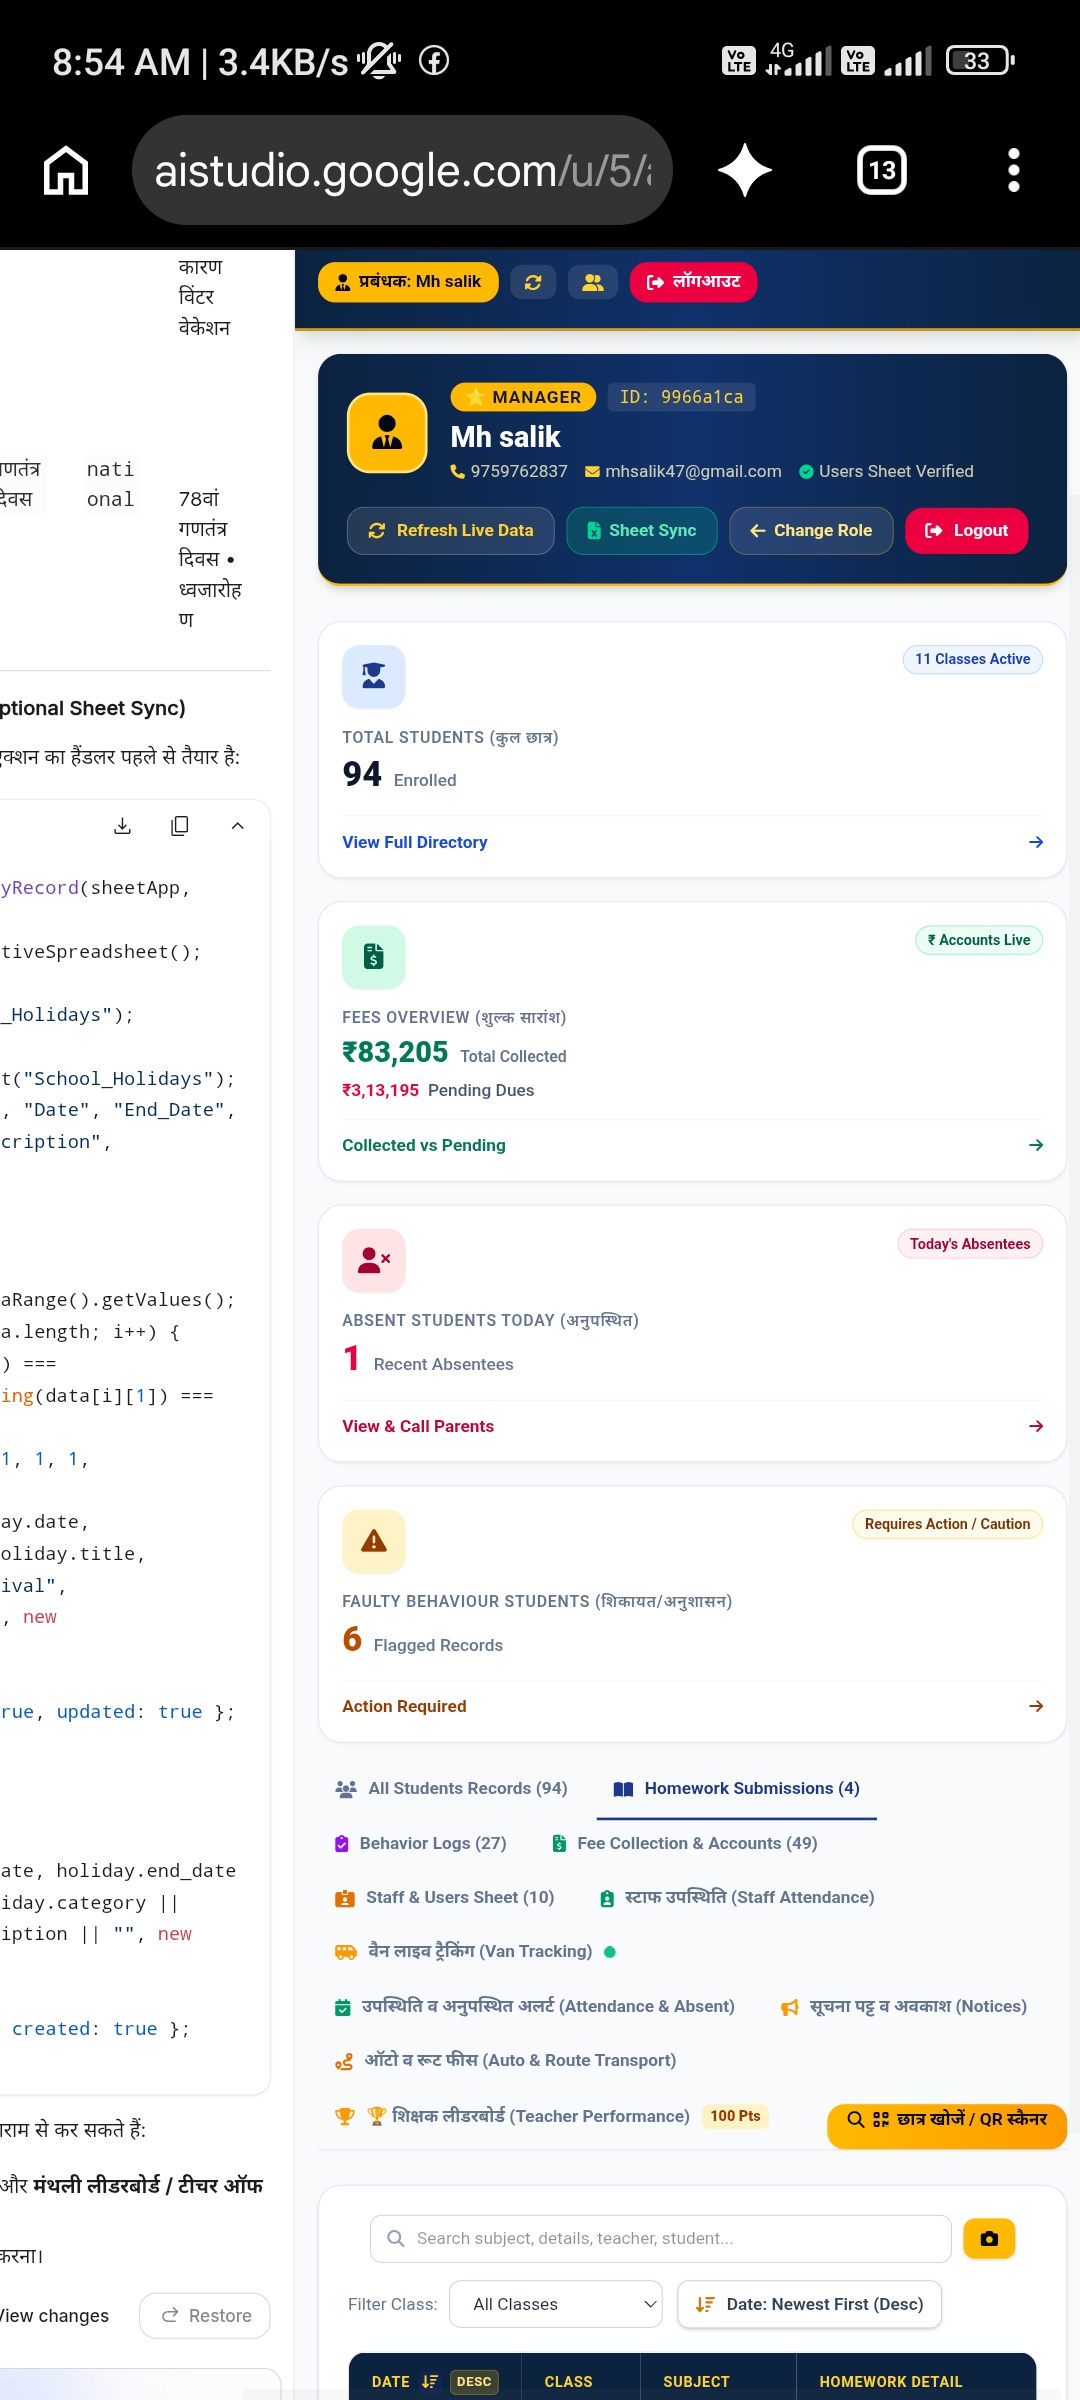 8:54 AM | 3.4KB/s
4G
Vo LTE
Vo LTE
33
aistudio.google.com/u/5/
13
कारण
विंटर
वेकेशन
nati
onal
78वां
गणतंत्र
दिवस •
ध्वजारोह
ण
ptional Sheet Sync)
का हैंडलर पहले से तैयार है:
yRecord(sheetApp,
tiveSpreadsheet();
_Holidays");
t("School_Holidays");
, "Date", "End_Date",
cription",
aRange().getValues();
a.length; i++) {
) ===
ing(data[i][1]) ===
1, 1, 1,
ay.date,
oliday.title,
ival",
, new
rue, updated: true };
ate, holiday.end_date
iday.category ||
iption || "", new
created: true };
से कर सकते हैं:
और मंथली लीडरबोर्ड / टीचर ऑफ
करना।
View changes
Restore
प्रबंधक: Mh salik
लॉगआउट
MANAGER
ID: 9966a1ca
Mh salik
9759762837 mhsalik47@gmail.com Users Sheet Verified
Refresh Live Data
Sheet Sync
Change Role
Logout
11 Classes Active
TOTAL STUDENTS (कुल छात्र)
94 Enrolled
View Full Directory
₹ Accounts Live
FEES OVERVIEW (शुल्क सारांश)
₹83,205 Total Collected
₹3,13,195 Pending Dues
Collected vs Pending
Today's Absentees
ABSENT STUDENTS TODAY (अनुपस्थित)
1 Recent Absentees
View & Call Parents
Requires Action / Caution
FAULTY BEHAVIOUR STUDENTS (शिकायत/अनुशासन)
6 Flagged Records
Action Required
All Students Records (94)
Homework Submissions (4)
Behavior Logs (27)
Fee Collection & Accounts (49)
Staff & Users Sheet (10)
स्टाफ उपस्थिति (Staff Attendance)
वैन लाइव ट्रैकिंग (Van Tracking)
उपस्थिति व अनुपस्थित अलर्ट (Attendance & Absent)
सूचना पट्ट व अवकाश (Notices)
ऑटो व रूट फीस (Auto & Route Transport)
शिक्षक लीडरबोर्ड (Teacher Performance) 100 Pts
छात्र खोजें / QR स्कैनर
Search subject, details, teacher, student...
Filter Class:
All Classes
Date: Newest First (Desc)
DATE DESC CLASS SUBJECT HOMEWORK DETAIL